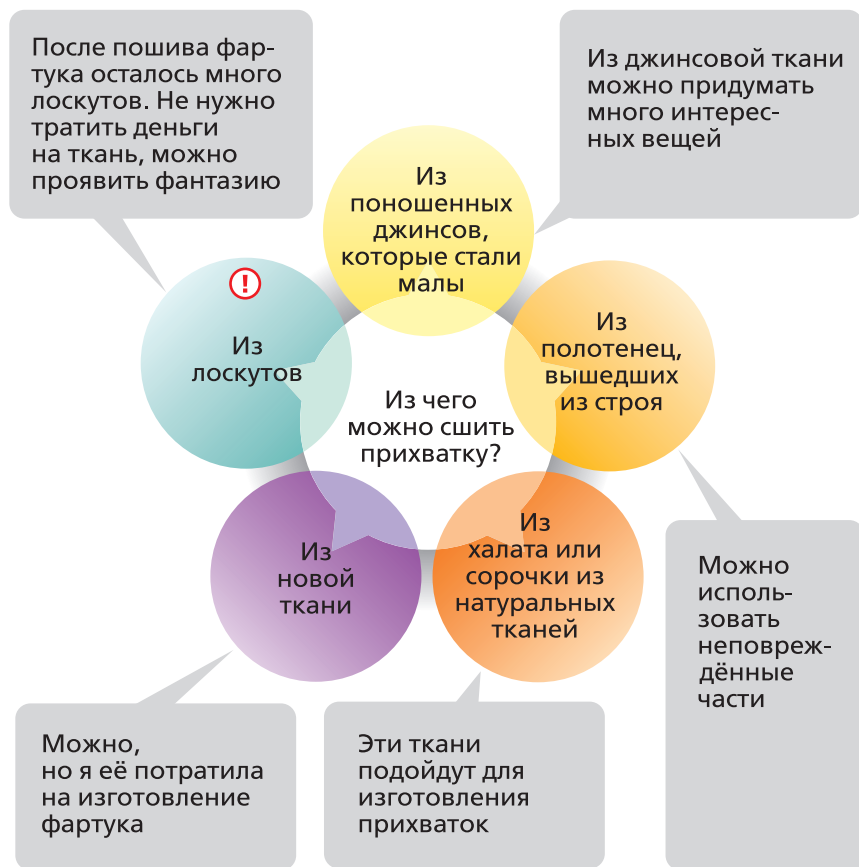 После пошива фар-
тука осталось много
лоскутов. Не нужно
тратить деньги
на ткань, можно
проявить фантазию
Из джинсовой ткани
можно придумать
много интерес-
ных вещей
Из
поношенных
джинсов,
которые стали
малы
!
Из
лоскутов
Из
полотенец,
вышедших
из строя
Из чего
можно сшить
прихватку?
Из
новой
ткани
Из
халата или
сорочки из
натуральных
тканей
Можно
исполь-
зовать
неповреж-
дённые
части
Можно,
но я её потратила
на изготовление
фартука
Эти ткани
подойдут для
изготовления
прихваток